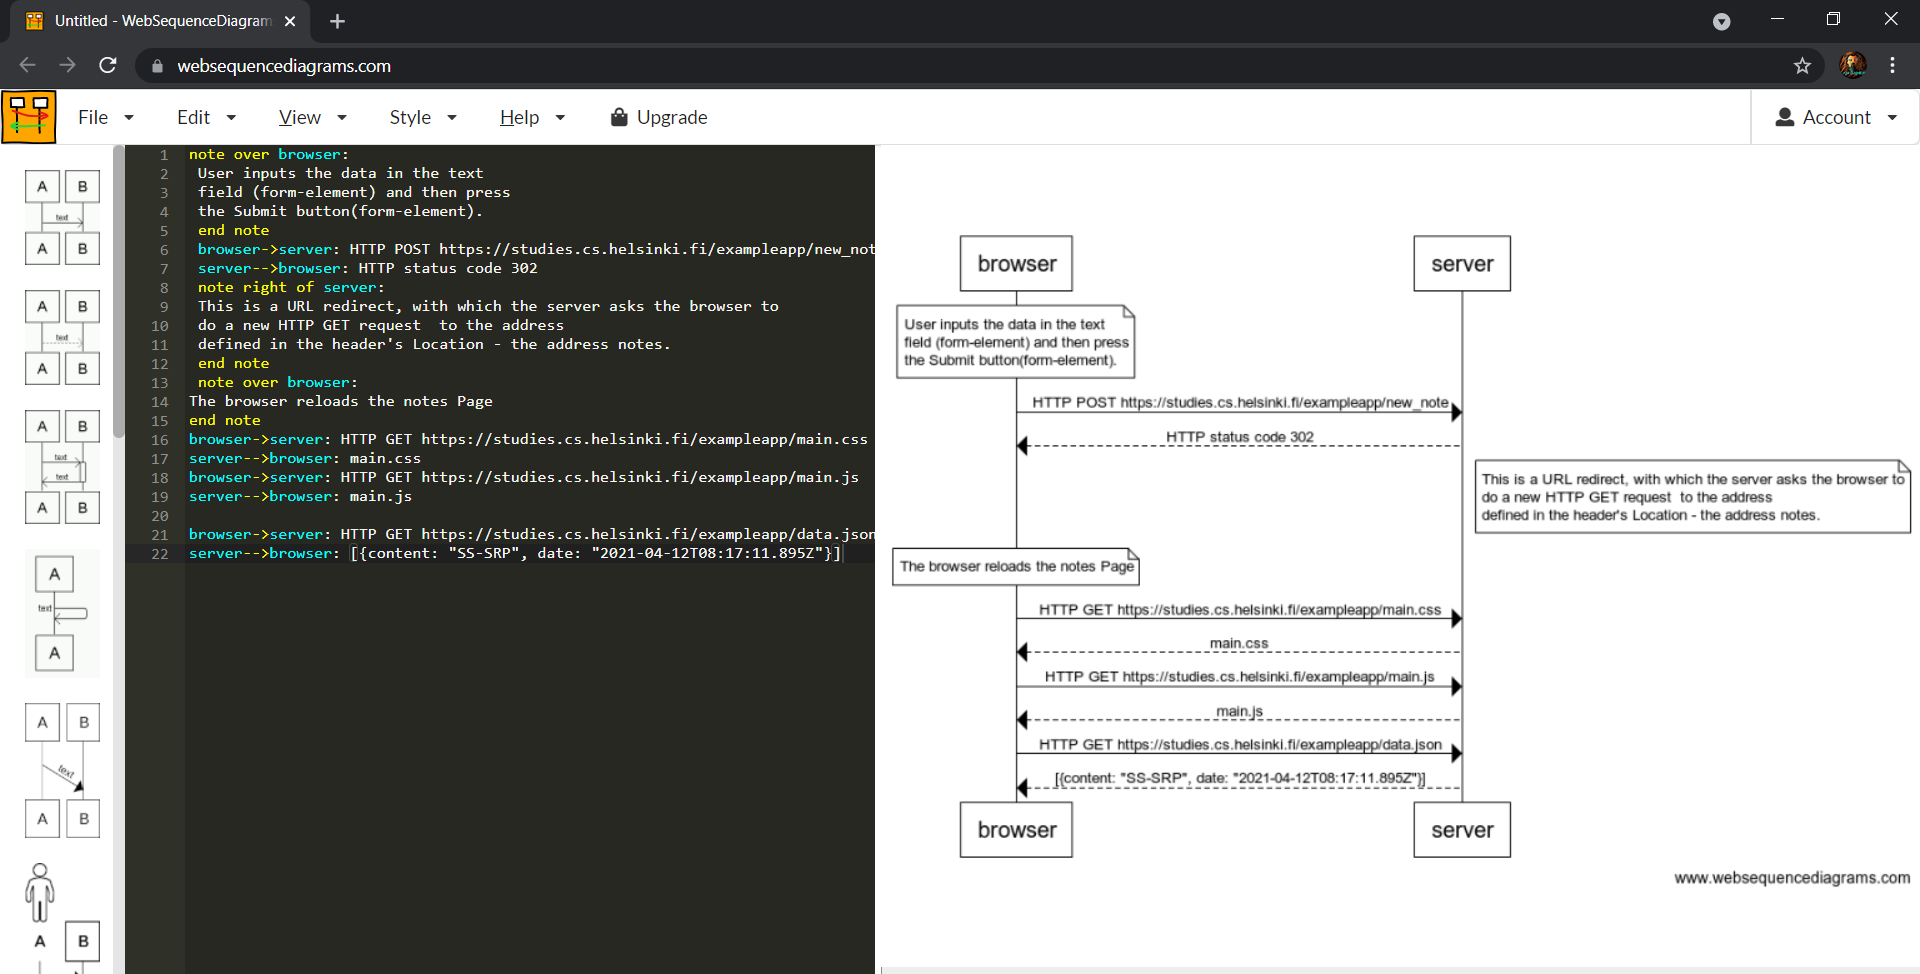 Untitled - WebSequenceDiagram
websequencediagrams.com
File
Edit
View
Style
Help
Upgrade
Account
A B
text
A B
A B
text
A B
A B
text
text
A B
A
text
A
A B
text
A B
A B
1 note over browser:
2 User inputs the data in the text
3 field (form-element) and then press
4 the Submit button(form-element).
5 end note
6 browser->server: HTTP POST https://studies.cs.helsinki.fi/exampleapp/new_not
7 server-->browser: HTTP status code 302
8 note right of server:
9 This is a URL redirect, with which the server asks the browser to
10 do a new HTTP GET request  to the address
11 defined in the header's Location - the address notes.
12 end note
13 note over browser:
14 The browser reloads the notes Page
15 end note
16 browser->server: HTTP GET https://studies.cs.helsinki.fi/exampleapp/main.css
17 server-->browser: main.css
18 browser->server: HTTP GET https://studies.cs.helsinki.fi/exampleapp/main.js
19 server-->browser: main.js
20
21 browser->server: HTTP GET https://studies.cs.helsinki.fi/exampleapp/data.json
22 server-->browser: [{content: "SS-SRP", date: "2021-04-12T08:17:11.895Z"}]
browser
server
User inputs the data in the text
field (form-element) and then press
the Submit button(form-element).
HTTP POST https://studies.cs.helsinki.fi/exampleapp/new_note
HTTP status code 302
This is a URL redirect, with which the server asks the browser to
do a new HTTP GET request  to the address
defined in the header's Location - the address notes.
The browser reloads the notes Page
HTTP GET https://studies.cs.helsinki.fi/exampleapp/main.css
main.css
HTTP GET https://studies.cs.helsinki.fi/exampleapp/main.js
main.js
HTTP GET https://studies.cs.helsinki.fi/exampleapp/data.json
[{content: "SS-SRP", date: "2021-04-12T08:17:11.895Z"}]
browser
server
www.websequencediagrams.com